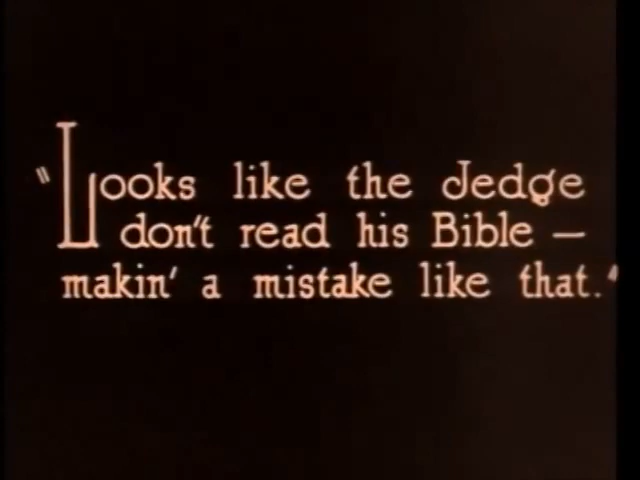 "Looks like the Jedge
don't read his Bible —
makin' a mistake like that."